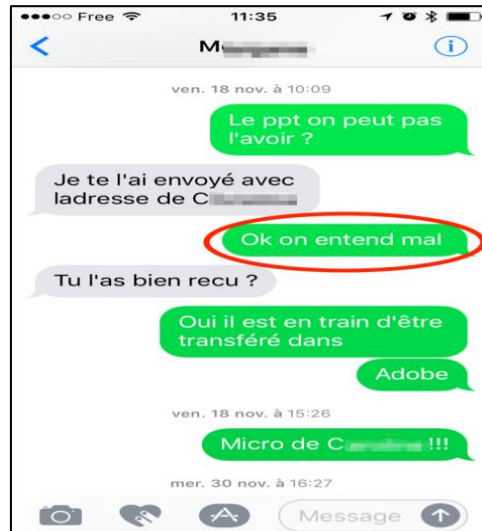 Free 11:35
M
ven. 18 nov. à 10:09
Le ppt on peut pas
l'avoir ?
Je te l'ai envoyé avec
ladresse de C
Ok on entend mal
Tu l'as bien recu ?
Oui il est en train d'être
transféré dans
Adobe
ven. 18 nov. à 15:26
Micro de C !!!
mer. 30 nov. à 16:27
Message